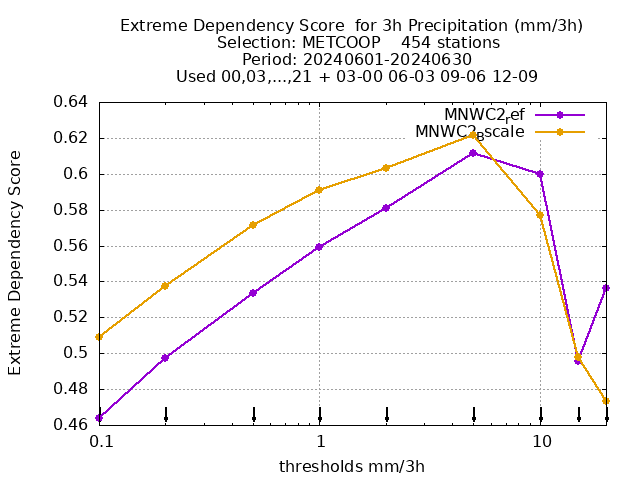 Extreme Dependency Score for 3h Precipitation (mm/3h)
Selection: METCOOP 454 stations
Period: 20240601-20240630
Used 00,03,...,21 + 03-00 06-03 09-06 12-09
MNWC2ref
MNWC2Bscale
0.64
0.62
0.6
0.58
0.56
0.54
0.52
0.5
0.48
0.46
0.1
1
10
Extreme Dependency Score
thresholds mm/3h